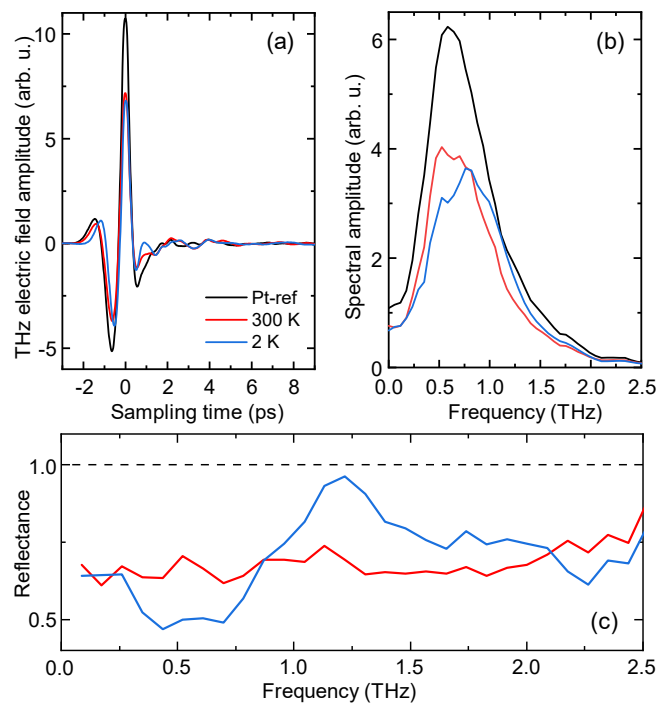 (a)
THz electric field amplitude (arb. u.)
10
5
0
-5
Pt-ref
300 K
2 K
-2 0 2 4 6 8
Sampling time (ps)
(b)
Spectral amplitude (arb. u.)
6
4
2
0
0.0 0.5 1.0 1.5 2.0 2.5
Frequency (THz)
Reflectance
1.0
0.5
(c)
0.0 0.5 1.0 1.5 2.0 2.5
Frequency (THz)